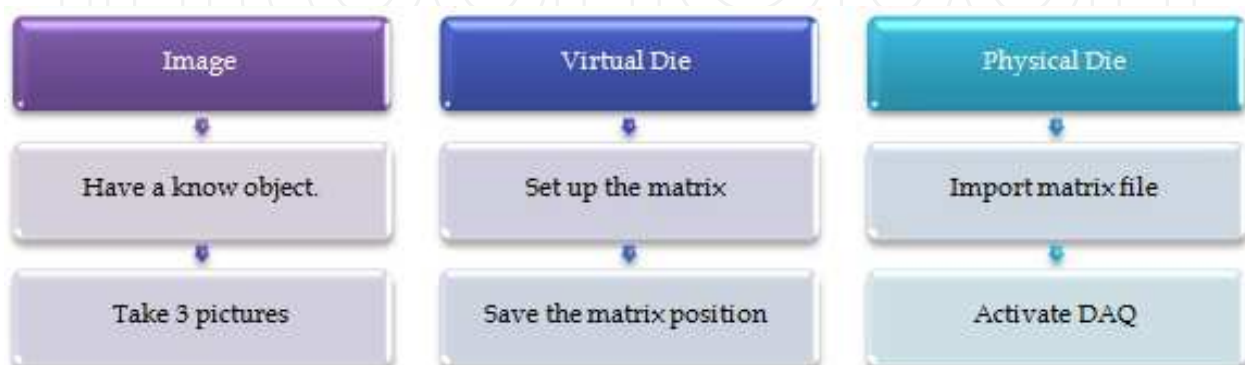 Image
Have a know object.
Take 3 pictures
Virtual Die
Set up the matrix
Save the matrix position
Physical Die
Import matrix file
Activate DAQ